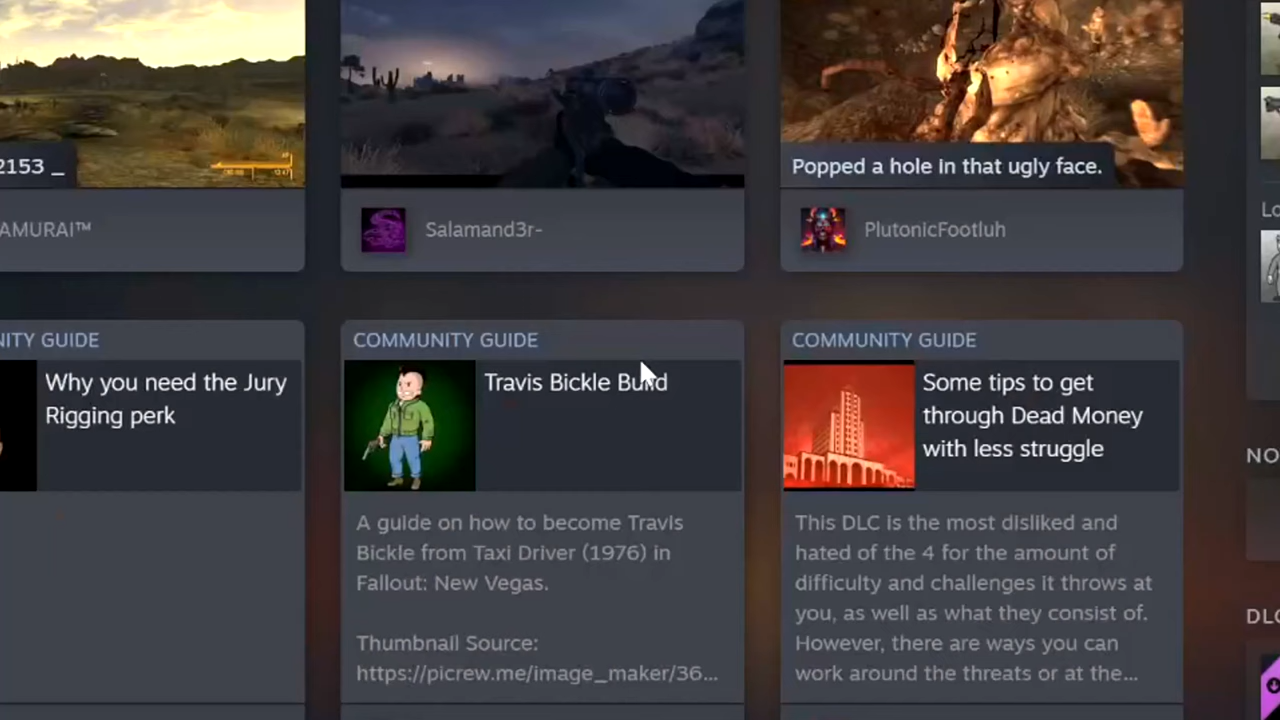 2153 _
Popped a hole in that ugly face.
AMURAI™
Salamand3r-
PlutonicFootluh
Lo
NITY GUIDE
COMMUNITY GUIDE
COMMUNITY GUIDE
Why you need the Jury
Rigging perk
Travis Bickle Build
Some tips to get
through Dead Money
with less struggle
NO
A guide on how to become Travis
Bickle from Taxi Driver (1976) in
Fallout: New Vegas.
Thumbnail Source:
https://picrew.me/image_maker/36...
This DLC is the most disliked and
hated of the 4 for the amount of
difficulty and challenges it throws at
you, as well as what they consist of.
However, there are ways you can
work around the threats or at the...
DLC